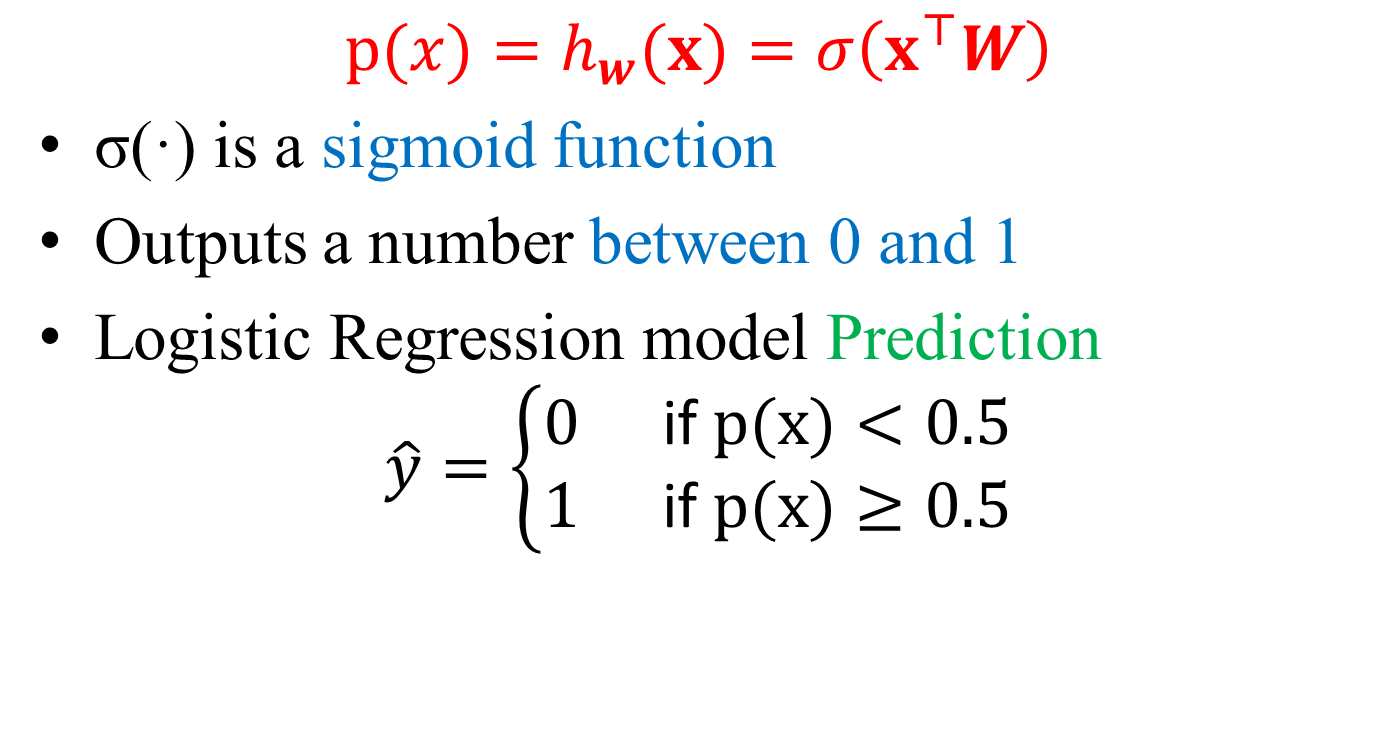 p(x) = h_w(x) = σ(x^⊤W)
• σ(·) is a sigmoid function
• Outputs a number between 0 and 1
• Logistic Regression model Prediction
ŷ = { 0 if p(x) < 0.5
1 if p(x) ≥ 0.5